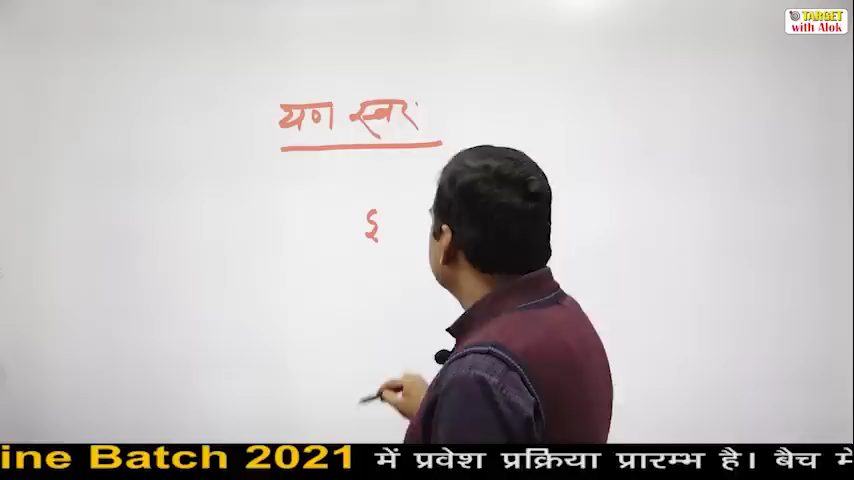 TARGET
with Alok
यण स्वर
इ
ine Batch 2021 में प्रवेश प्रक्रिया प्रारम्भ है। बैच मे